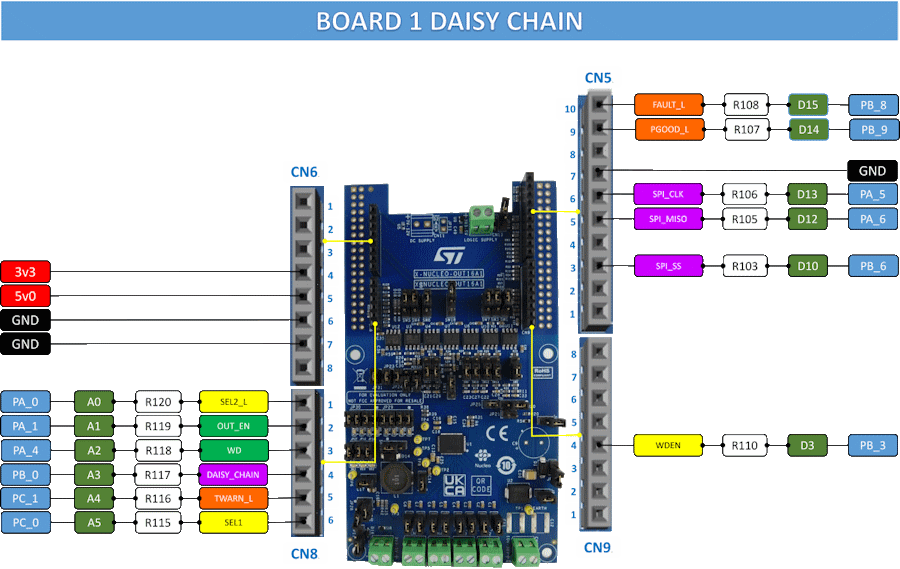 BOARD 1 DAISY CHAIN
CN5
10 FAULT_L R108 D15 PB_8
9 PGOOD_L R107 D14 PB_9
8
7 GND
6 SPI_CLK R106 D13 PA_5
5 SPI_MISO R105 D12 PA_6
4
3 SPI_SS R103 D10 PB_6
2
1
CN6
1
2
3
3v3 4
5v0 5
GND 6
GND 7
8
DC SUPPLY
LOGIC SUPPLY
ST
X-NUCLEO-OUT16A1
X-NUCLEO-OUT16A1
RoHS
FOR EVALUATION ONLY
NOT FCC APPROVED FOR RESALE
CE
Nucleo
10
UK
CA
QR
CODE
EARTH
PA_0 A0 R120 SEL2_L 1
PA_1 A1 R119 OUT_EN 2
PA_4 A2 R118 WD 3
PB_0 A3 R117 DAISY_CHAIN 4
PC_1 A4 R116 TWARN_L 5
PC_0 A5 R115 SEL1 6
CN8
8
7
6
5
4 WDEN R110 D3 PB_3
3
2
1
CN9